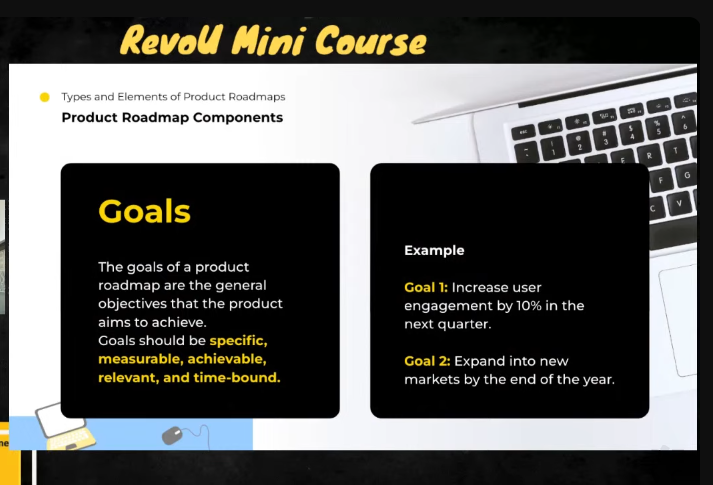 RevoU Mini Course
Types and Elements of Product Roadmaps
Product Roadmap Components
Goals
The goals of a product
roadmap are the general
objectives that the product
aims to achieve.
Goals should be specific,
measurable, achievable,
relevant, and time-bound.
Example
Goal 1: Increase user
engagement by 10% in the
next quarter.
Goal 2: Expand into new
markets by the end of the year.